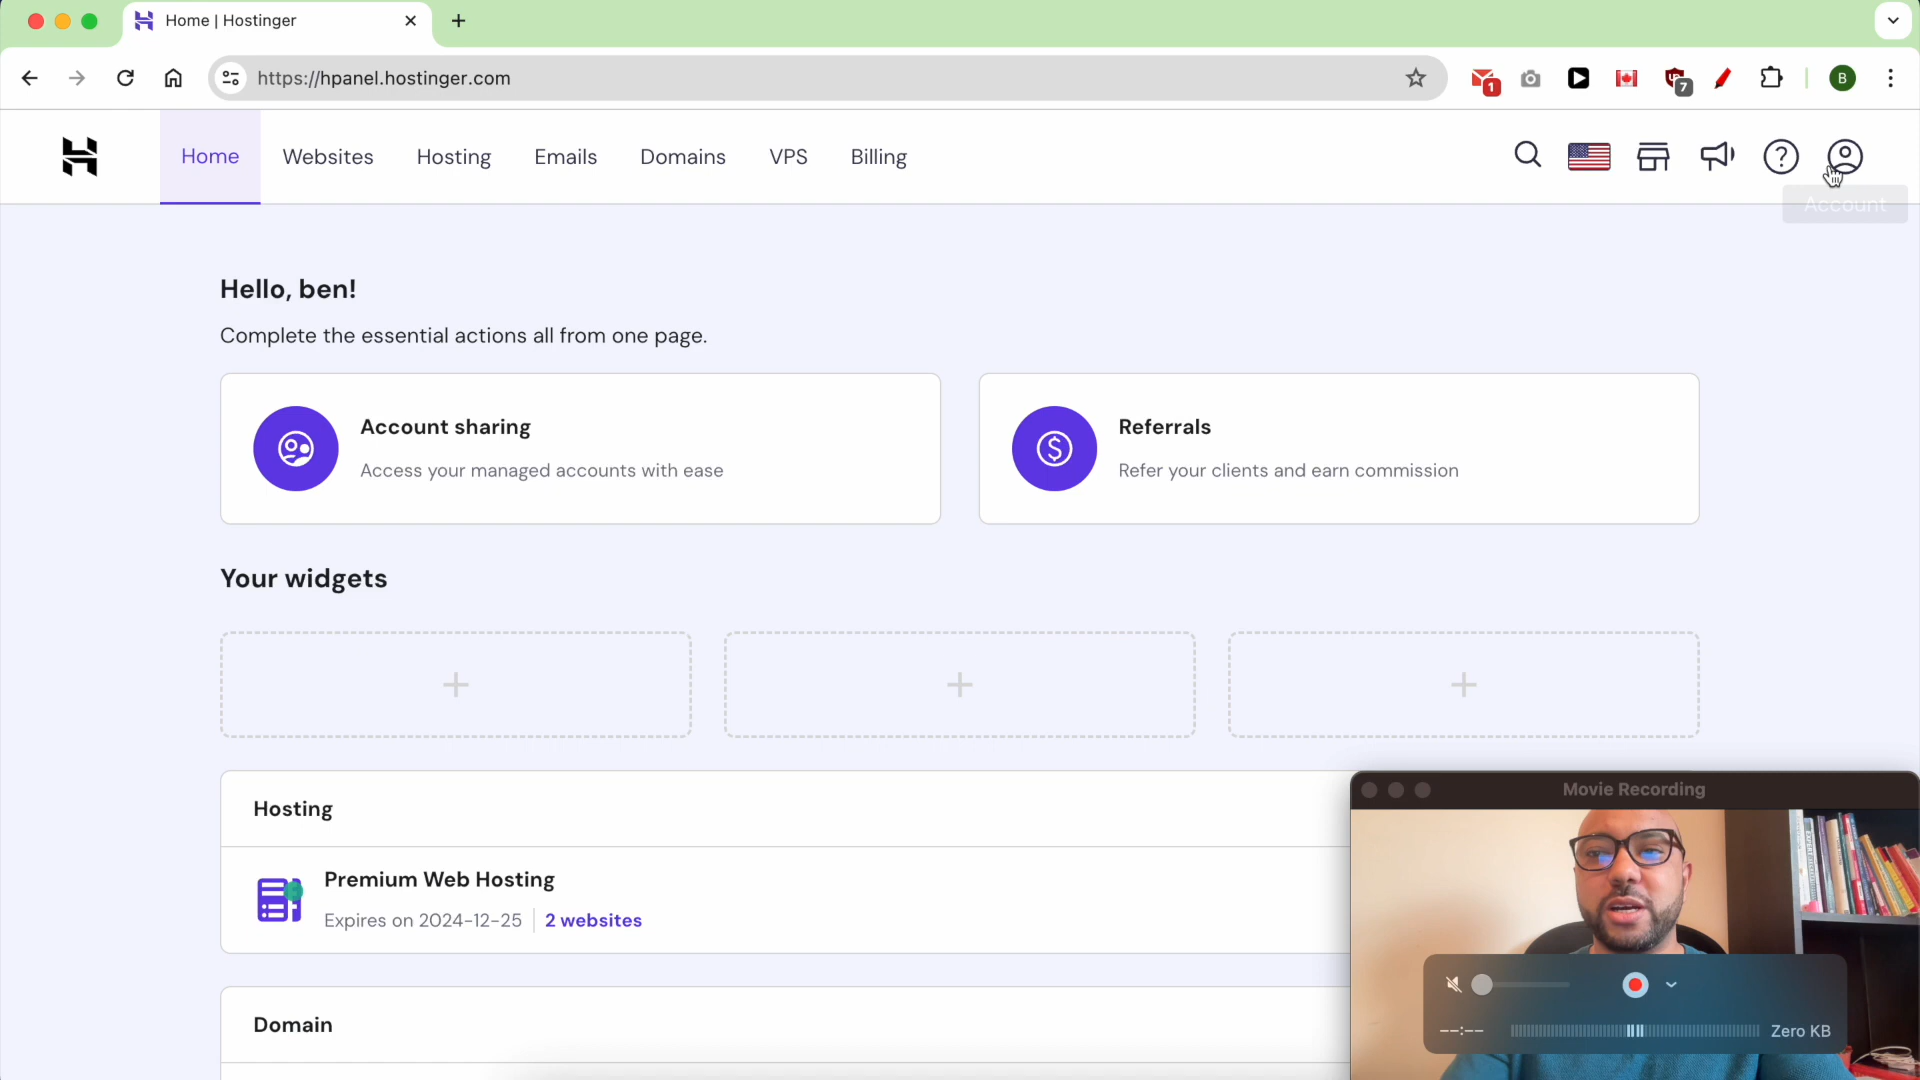 Home | Hostinger
https://hpanel.hostinger.com
1
7
B
Home Websites Hosting Emails Domains VPS Billing
Account
Hello, ben!
Complete the essential actions all from one page.
Account sharing
Access your managed accounts with ease
Referrals
Refer your clients and earn commission
Your widgets
Hosting
Premium Web Hosting
Expires on 2024-12-25 2 websites
Domain
Movie Recording
--:--
Zero KB